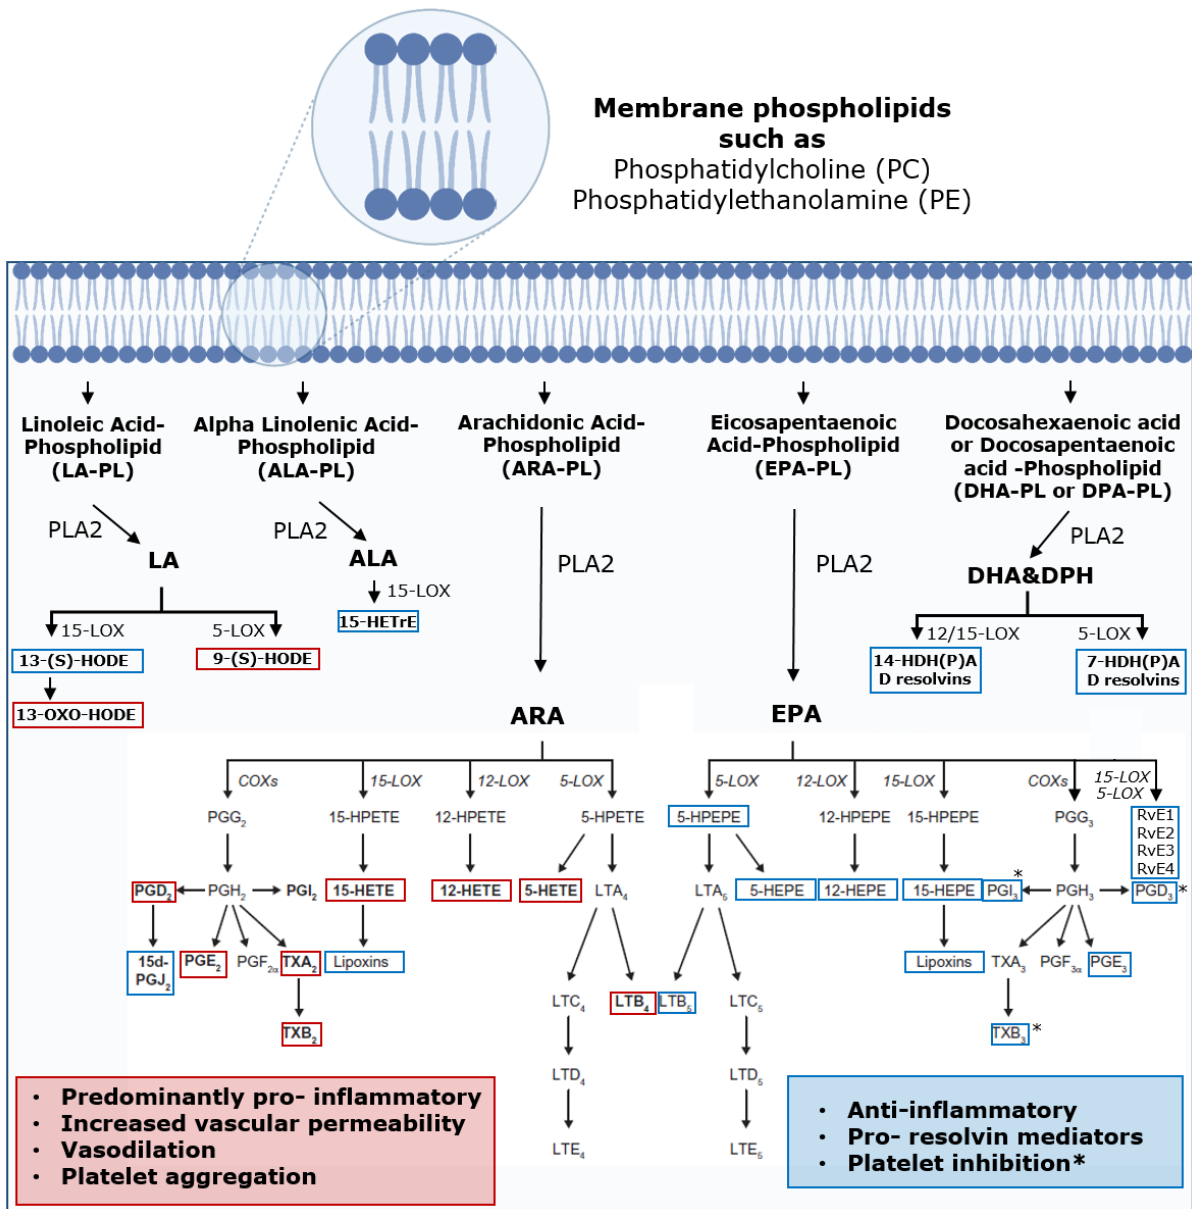 Membrane phospholipids
such as
Phosphatidylcholine (PC)
Phosphatidylethanolamine (PE)
Linoleic Acid-
Phospholipid
(LA-PL)
Alpha Linolenic Acid-
Phospholipid
(ALA-PL)
Arachidonic Acid-
Phospholipid
(ARA-PL)
Eicosapentaenoic
Acid-Phospholipid
(EPA-PL)
Docosahexaenoic acid
or Docosapentaenoic
acid -Phospholipid
(DHA-PL or DPA-PL)
PLA2
PLA2
PLA2
PLA2
PLA2
LA
ALA
DHA&DPH
15-LOX
5-LOX
15-LOX
12/15-LOX
5-LOX
13-(S)-HODE
9-(S)-HODE
15-HETrE
14-HDH(P)A
D resolvins
7-HDH(P)A
D resolvins
13-OXO-HODE
ARA
EPA
COXs
15-LOX
12-LOX
5-LOX
5-LOX
12-LOX
15-LOX
COXs
15-LOX
5-LOX
PGG2
15-HPETE
12-HPETE
5-HPETE
5-HPEPE
12-HPEPE
15-HPEPE
PGG3
RvE1
RvE2
RvE3
RvE4
PGD2
PGH2
PGI2
15-HETE
12-HETE
5-HETE
LTA4
LTA5
5-HEPE
12-HEPE
15-HEPE
PGI3
*
PGH3
PGD3 *
15d-
PGJ2
PGE2
PGF2α
TXA2
Lipoxins
Lipoxins
TXA3
PGF3α
PGE3
LTC4
LTB4
LTB5
LTC5
TXB2
TXB3 *
LTD4
LTD5
LTE4
LTE5
• Predominantly pro- inflammatory
• Increased vascular permeability
• Vasodilation
• Platelet aggregation
• Anti-inflammatory
• Pro- resolvin mediators
• Platelet inhibition*